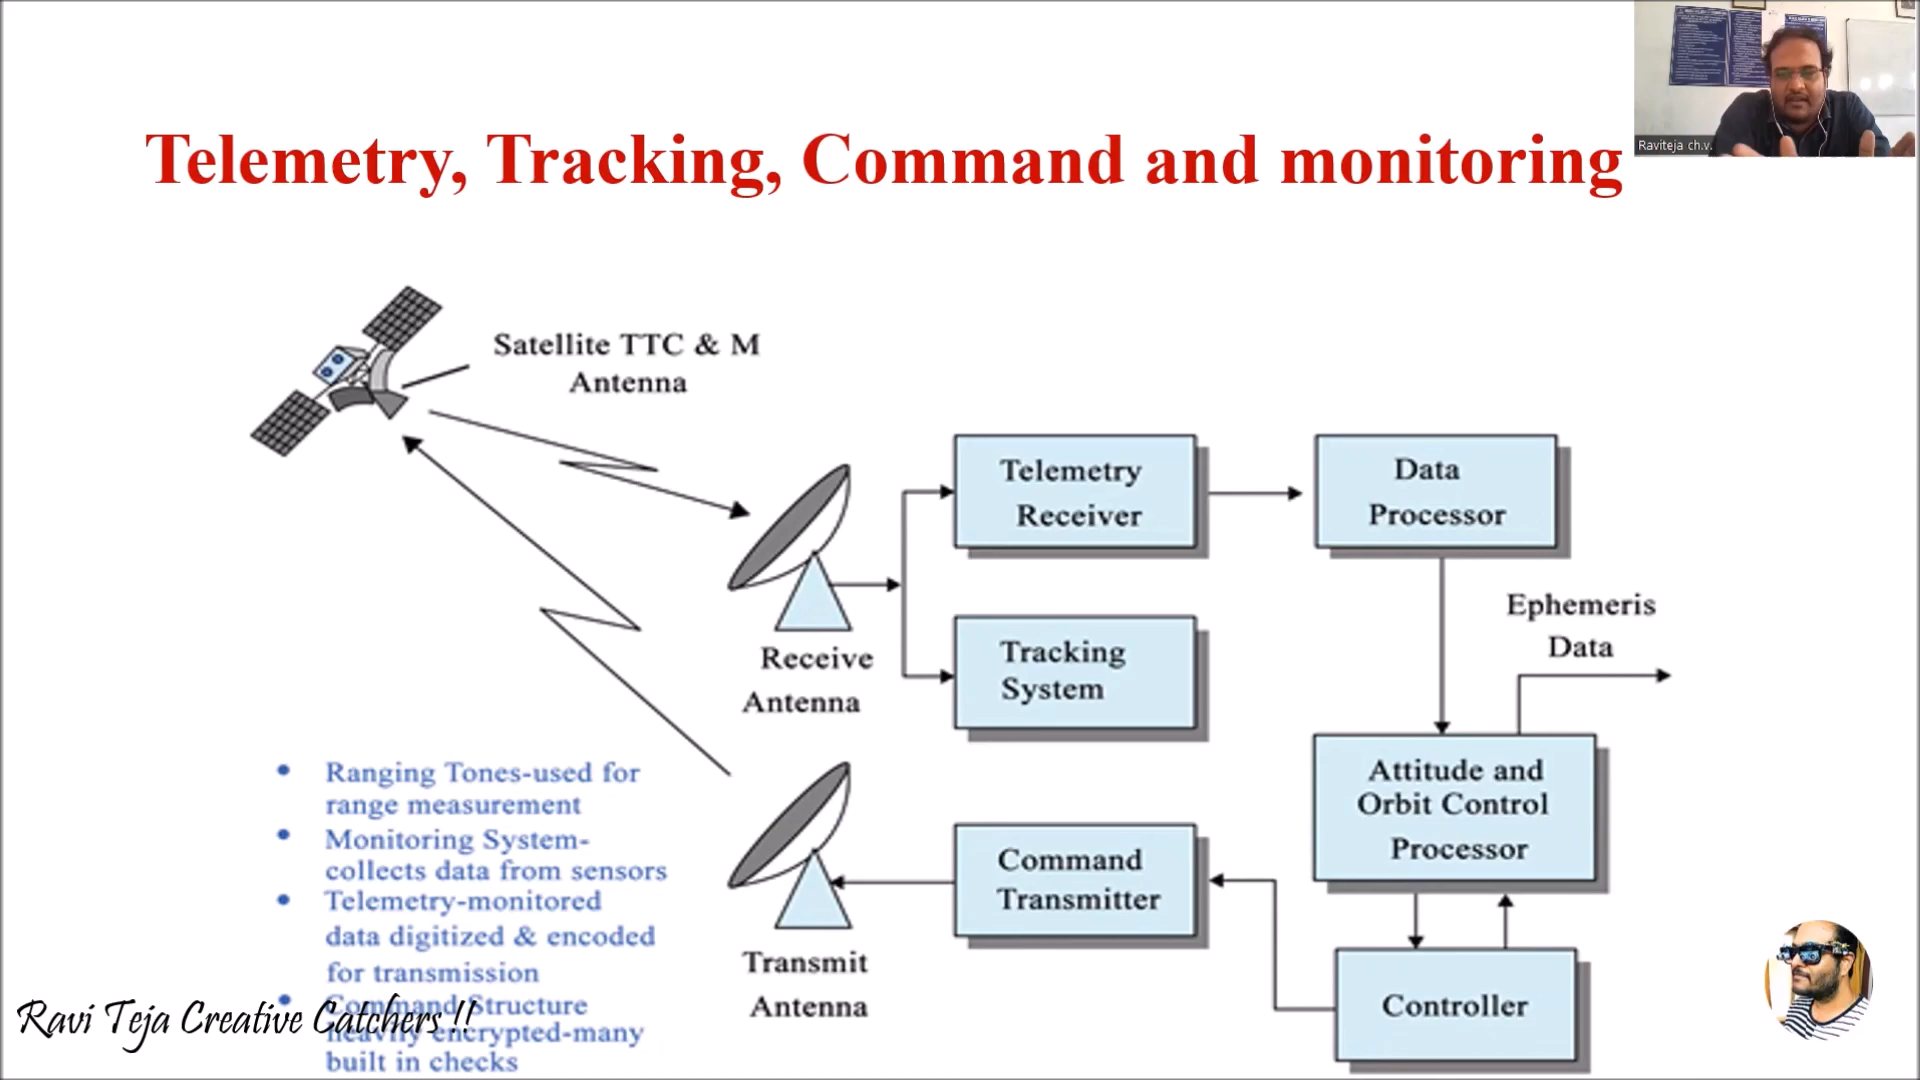 Raviteja ch.v.
Telemetry, Tracking, Command and monitoring
Satellite TTC & M
Antenna
Telemetry
Receiver
Data
Processor
Ephemeris
Data
Tracking
System
Receive
Antenna
Attitude and
Orbit Control
Processor
Command
Transmitter
Transmit
Antenna
Controller
• Ranging Tones-used for
range measurement
• Monitoring System-
collects data from sensors
• Telemetry-monitored
data digitized & encoded
for transmission
• Command Structure
heavily encrypted-many
built in checks
Ravi Teja Creative Catchers !!